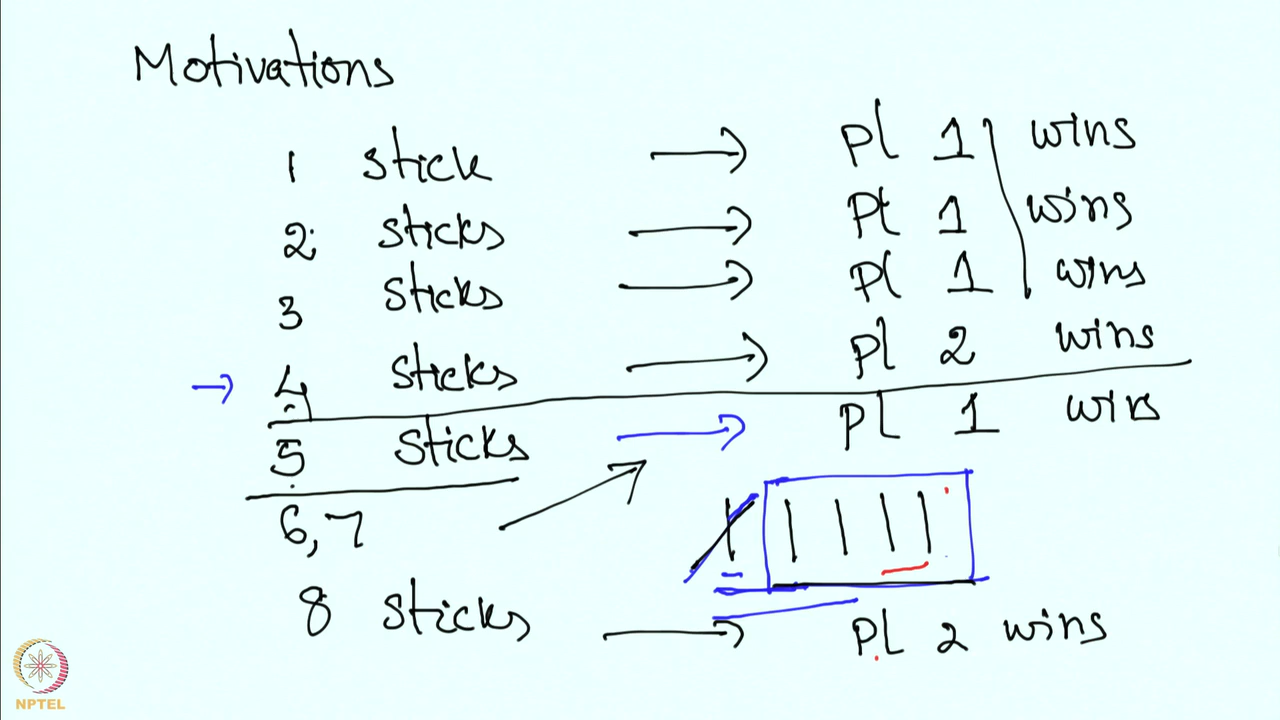 Motivations
1 stick → Pl 1 wins
2 sticks → Pl 1 wins
3 sticks → Pl 1 wins
→ 4 sticks → Pl 2 wins
5 sticks → Pl 1 wins
6,7
8 sticks → Pl 2 wins
NPTEL